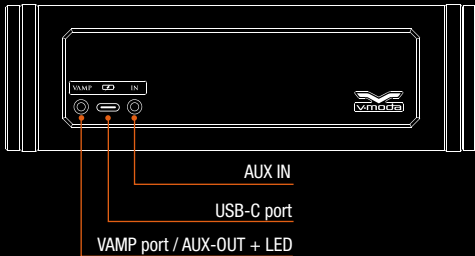 VAMP IN
v-moda
AUX IN
USB-C port
VAMP port / AUX-OUT + LED